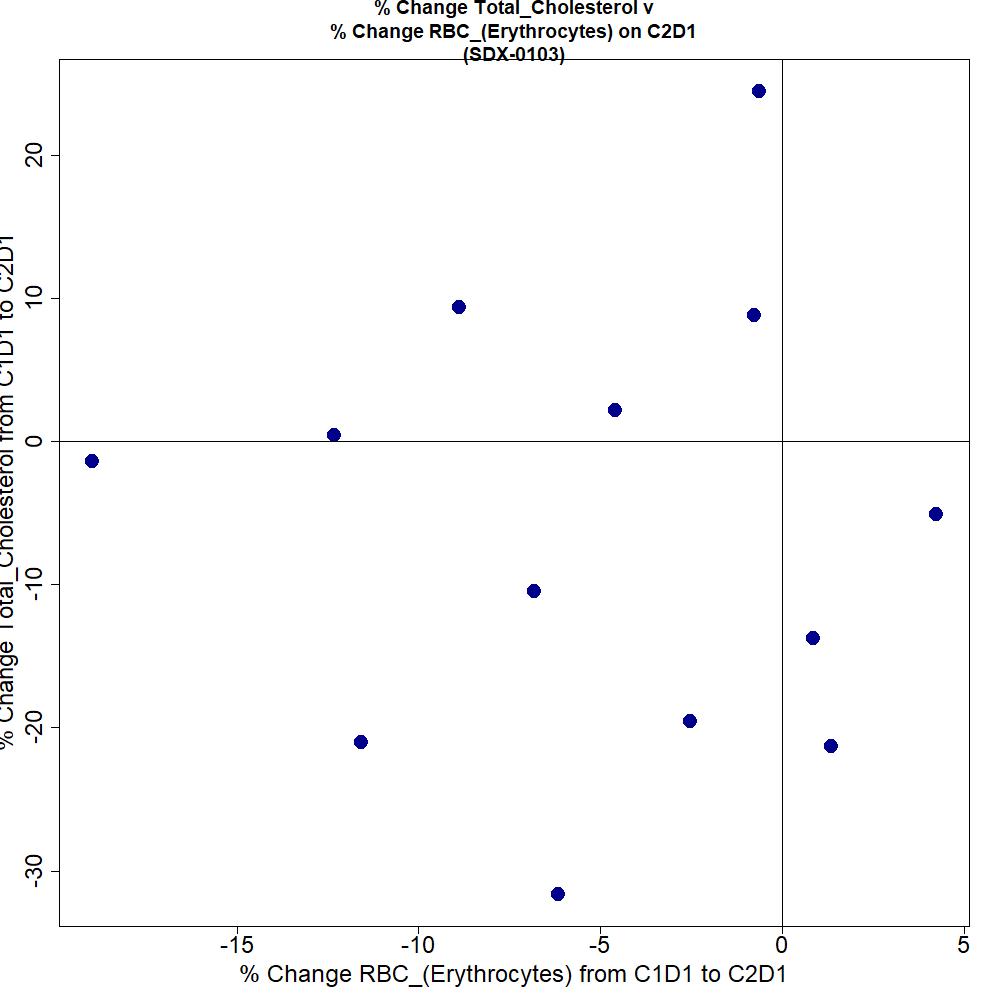 % Change Total_Cholesterol v
% Change RBC_(Erythrocytes) on C2D1
(SDX-0103)
% Change Total_Cholesterol from C1D1 to C2D1
20
10
0
-10
-20
-30
-15
-10
-5
0
5
% Change RBC_(Erythrocytes) from C1D1 to C2D1